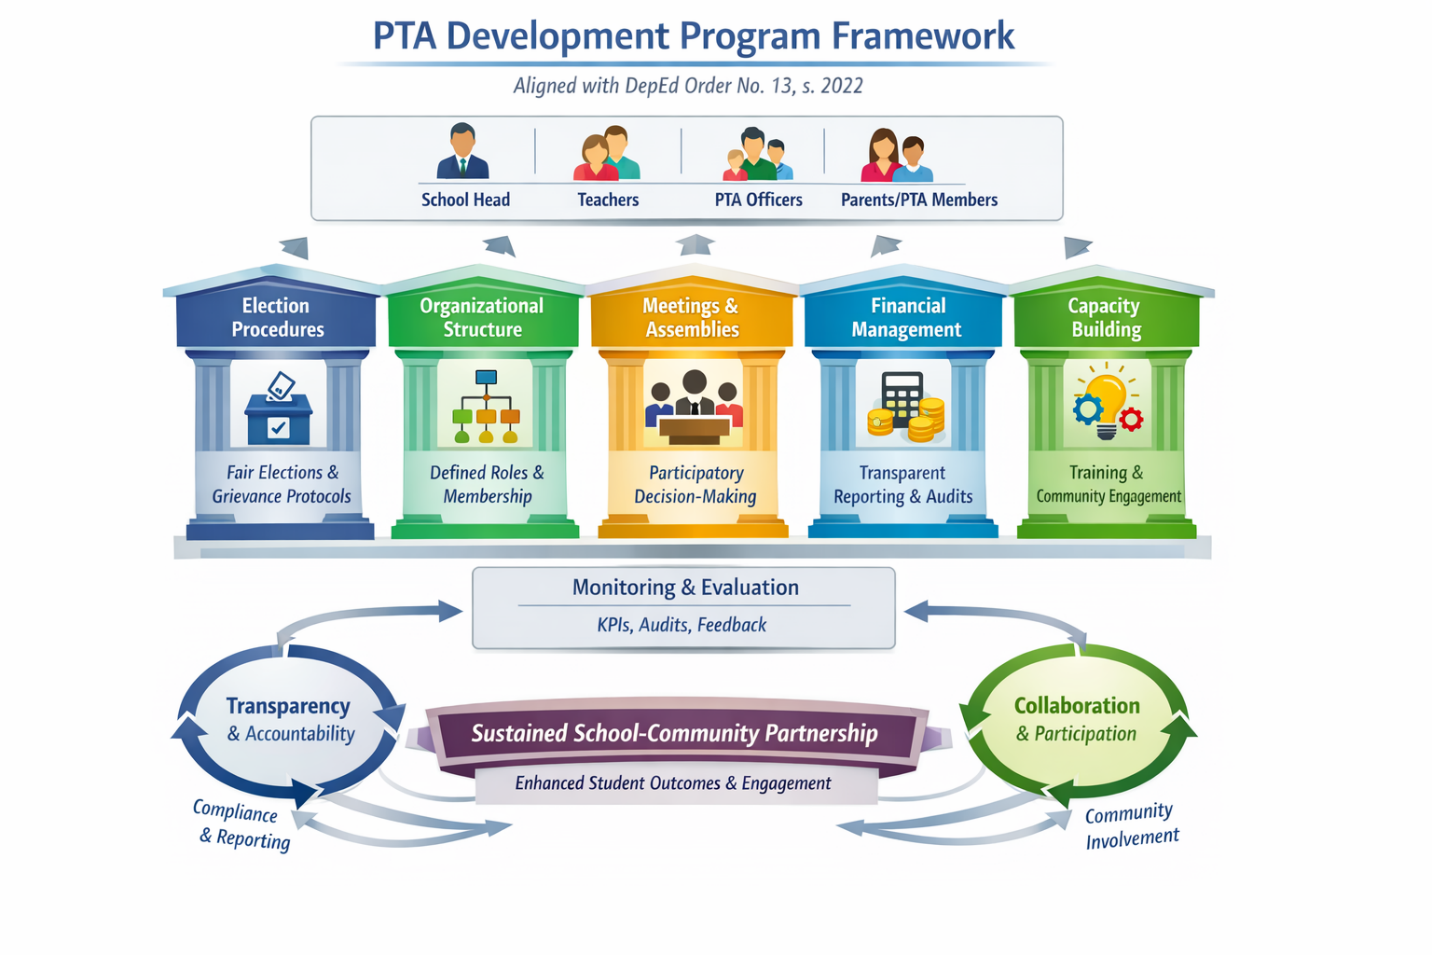 PTA Development Program Framework
Aligned with DepEd Order No. 13, s. 2022
School Head
Teachers
PTA Officers
Parents/PTA Members
Election
Procedures
Organizational
Structure
Meetings &
Assemblies
Financial
Management
Capacity
Building
Fair Elections &
Grievance Protocols
Defined Roles &
Membership
Participatory
Decision-Making
Transparent
Reporting & Audits
Training &
Community Engagement
Monitoring & Evaluation
KPIs, Audits, Feedback
Transparency
& Accountability
Sustained School-Community Partnership
Enhanced Student Outcomes & Engagement
Collaboration
& Participation
Compliance
& Reporting
Community
Involvement